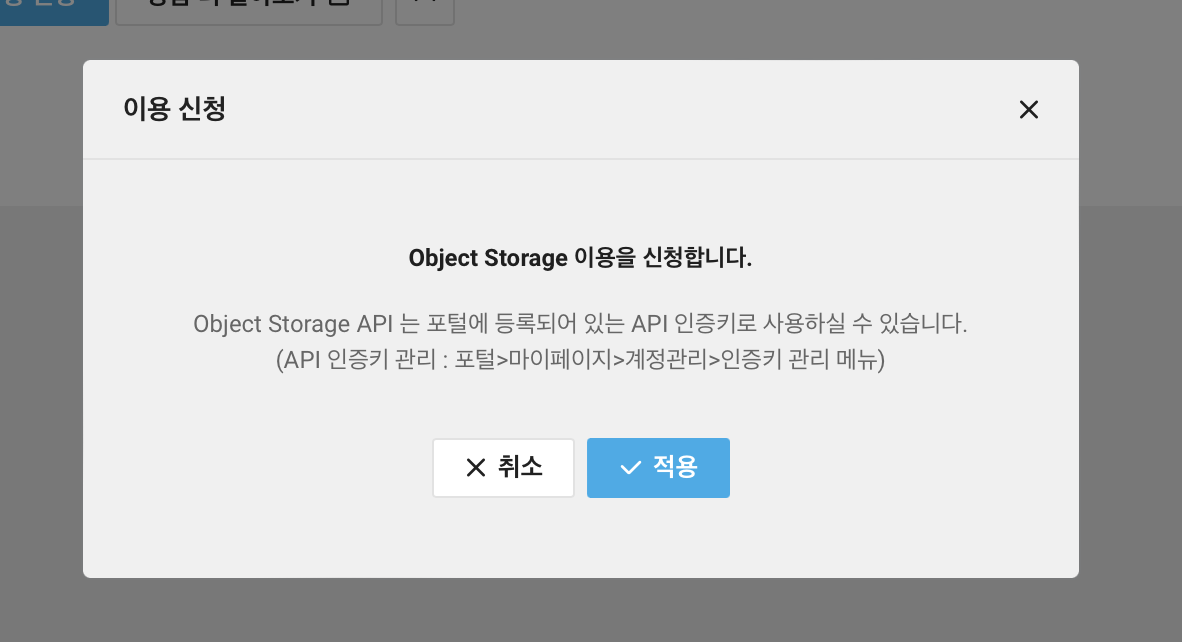 이용 신청
Object Storage 이용을 신청합니다.
Object Storage API 는 포털에 등록되어 있는 API 인증키로 사용하실 수 있습니다.
(API 인증키 관리 : 포털>마이페이지>계정관리>인증키 관리 메뉴)
취소
적용